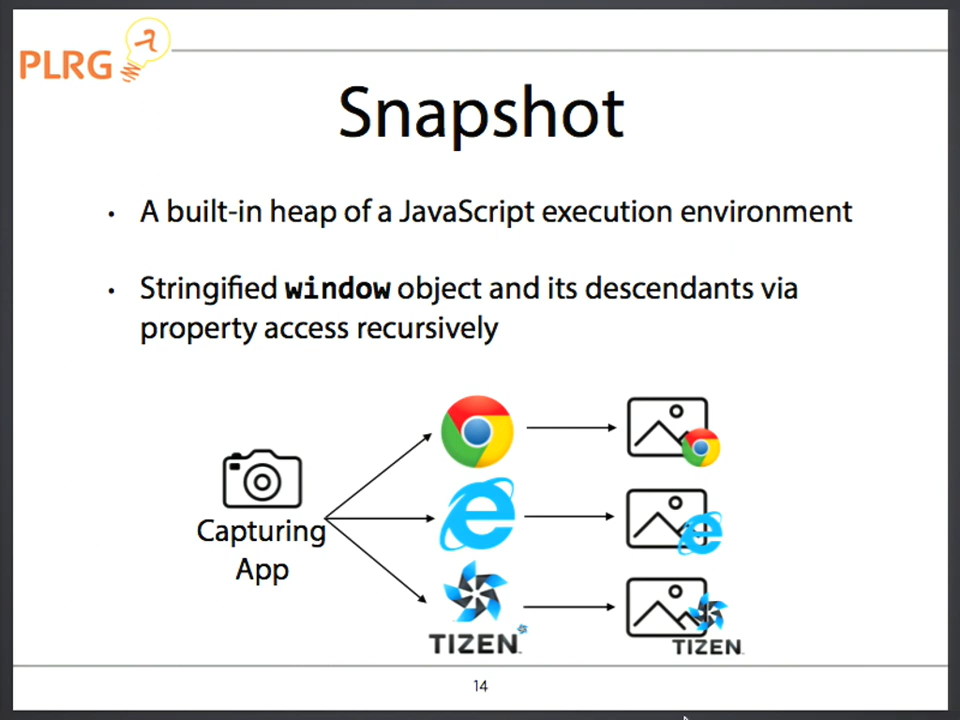 PLRG
Snapshot
• A built-in heap of a JavaScript execution environment
• Stringified window object and its descendants via
property access recursively
Capturing
App
TIZEN
TIZEN
14